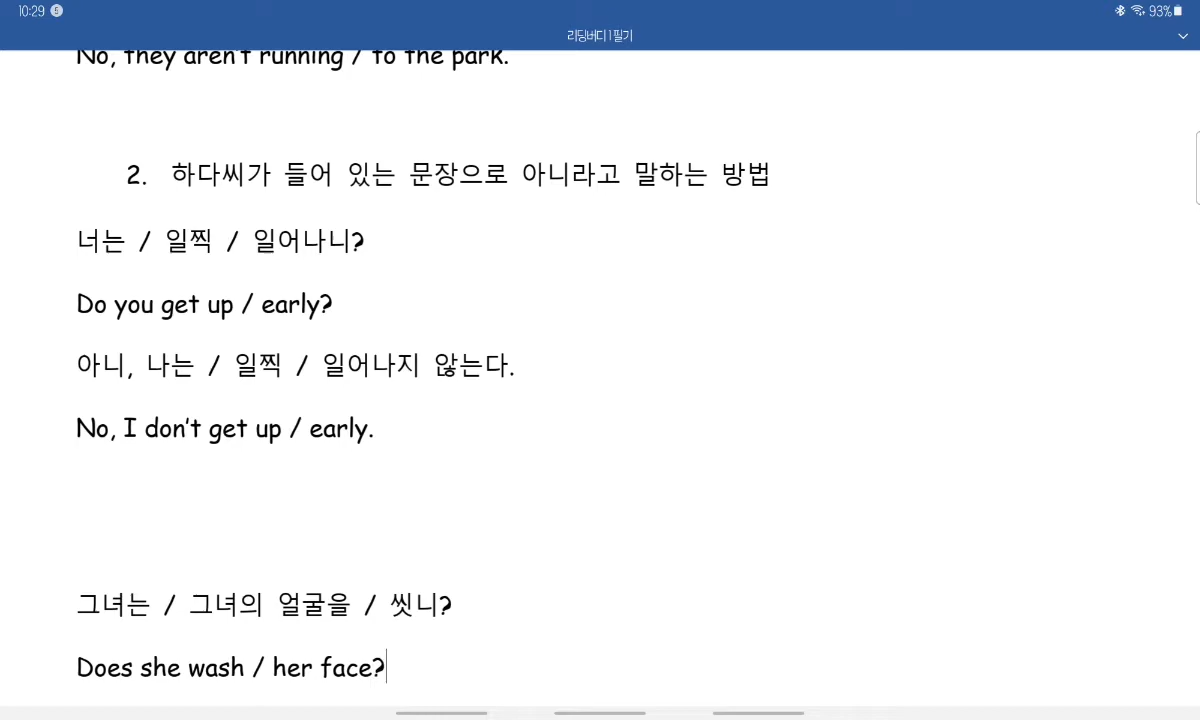 10:29
93%
리딩버디 1 필기
No, they aren't running / to the park.
2. 하다씨가 들어 있는 문장으로 아니라고 말하는 방법
너는 / 일찍 / 일어나니?
Do you get up / early?
아니, 나는 / 일찍 / 일어나지 않는다.
No, I don't get up / early.
그녀는 / 그녀의 얼굴을 / 씻니?
Does she wash / her face?